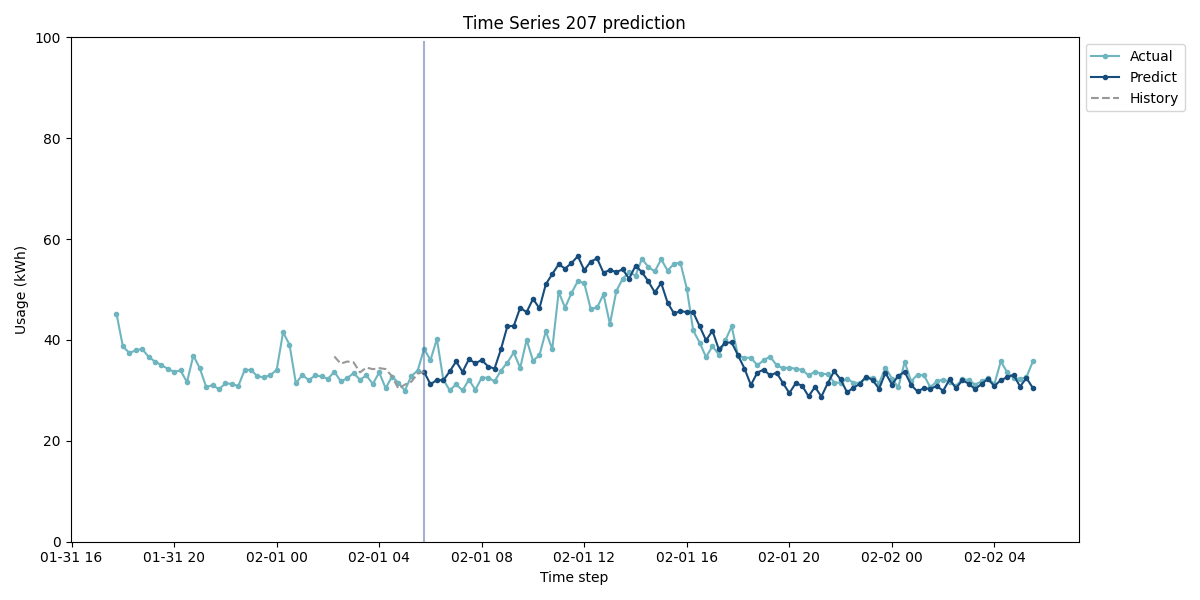 Time Series 207 prediction
Usage (kWh)
100
80
60
40
20
0
01-31 16
01-31 20
02-01 00
02-01 04
02-01 08
02-01 12
02-01 16
02-01 20
02-02 00
02-02 04
Time step
Actual
Predict
History